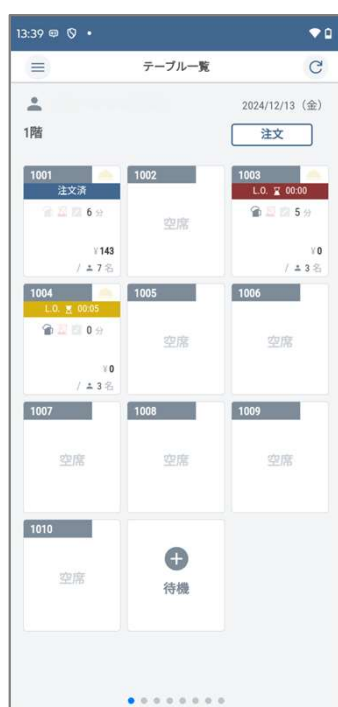 13:39
テーブル一覧
2024/12/13（金）
1階
注文
1001
注文済
6 分
¥143
/ 7 名
1002
空席
1003
L.O. 00:00
5 分
¥0
/ 3 名
1004
L.O. 00:05
0 分
¥0
/ 3 名
1005
空席
1006
空席
1007
空席
1008
空席
1009
空席
1010
空席
待機